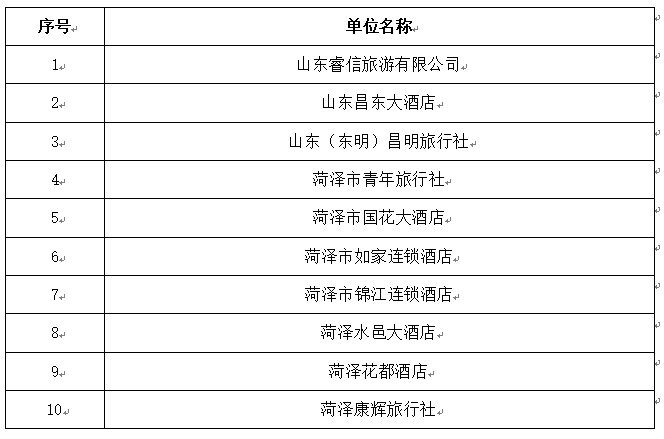 序号 单位名称
1 山东睿信旅游有限公司
2 山东昌东大酒店
3 山东（东明）昌明旅行社
4 菏泽市青年旅行社
5 菏泽市国花大酒店
6 菏泽市如家连锁酒店
7 菏泽市锦江连锁酒店
8 菏泽水邑大酒店
9 菏泽花都酒店
10 菏泽康辉旅行社